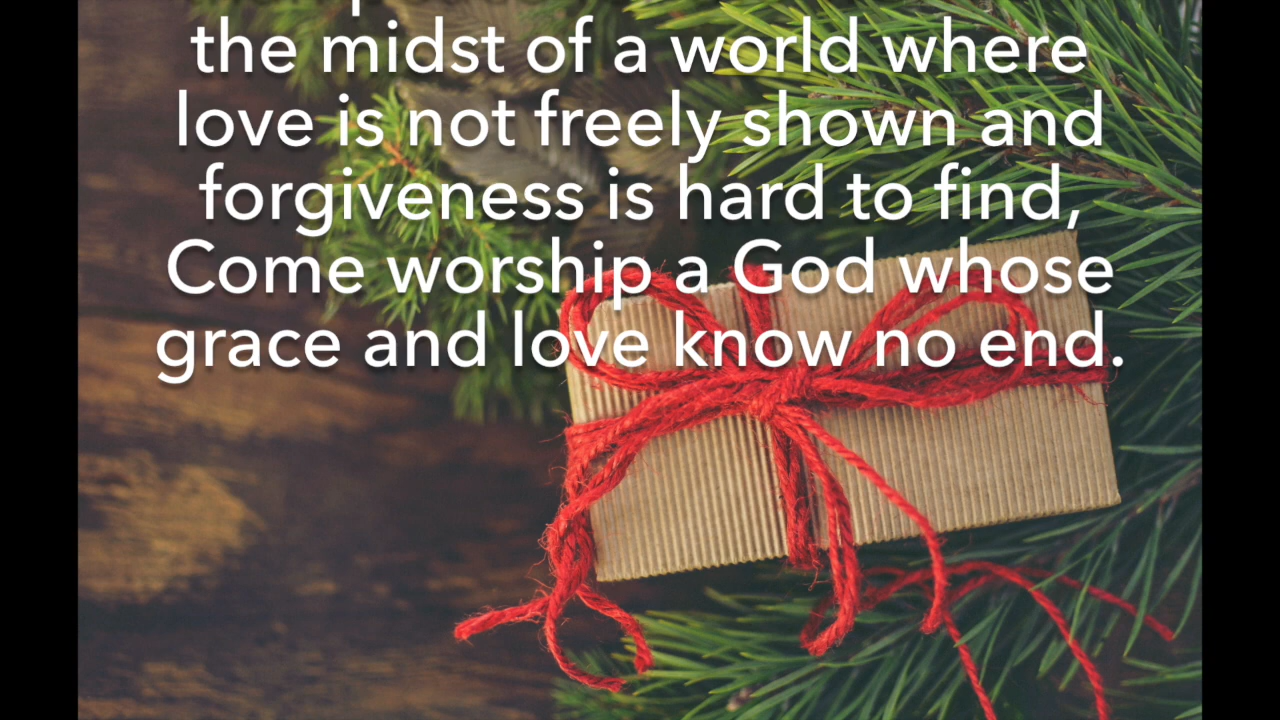 the midst of a world where
love is not freely shown and
forgiveness is hard to find,
Come worship a God whose
grace and love know no end.